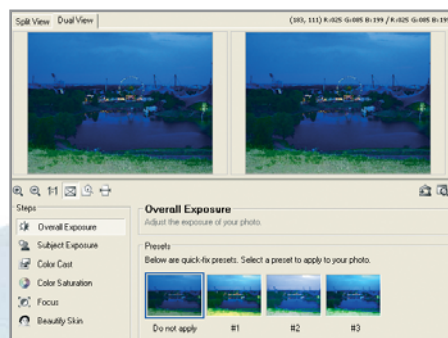 Split View Dual View (183, 111) R:025 G:085 B:199 / R:025 G:085 B:199
1:1
Steps
Overall Exposure
Subject Exposure
Color Cast
Color Saturation
Focus
Beautify Skin
Overall Exposure
Adjust the exposure of your photo.
Presets
Below are quick-fix presets. Select a preset to apply to your photo.
Do not apply #1 #2 #3